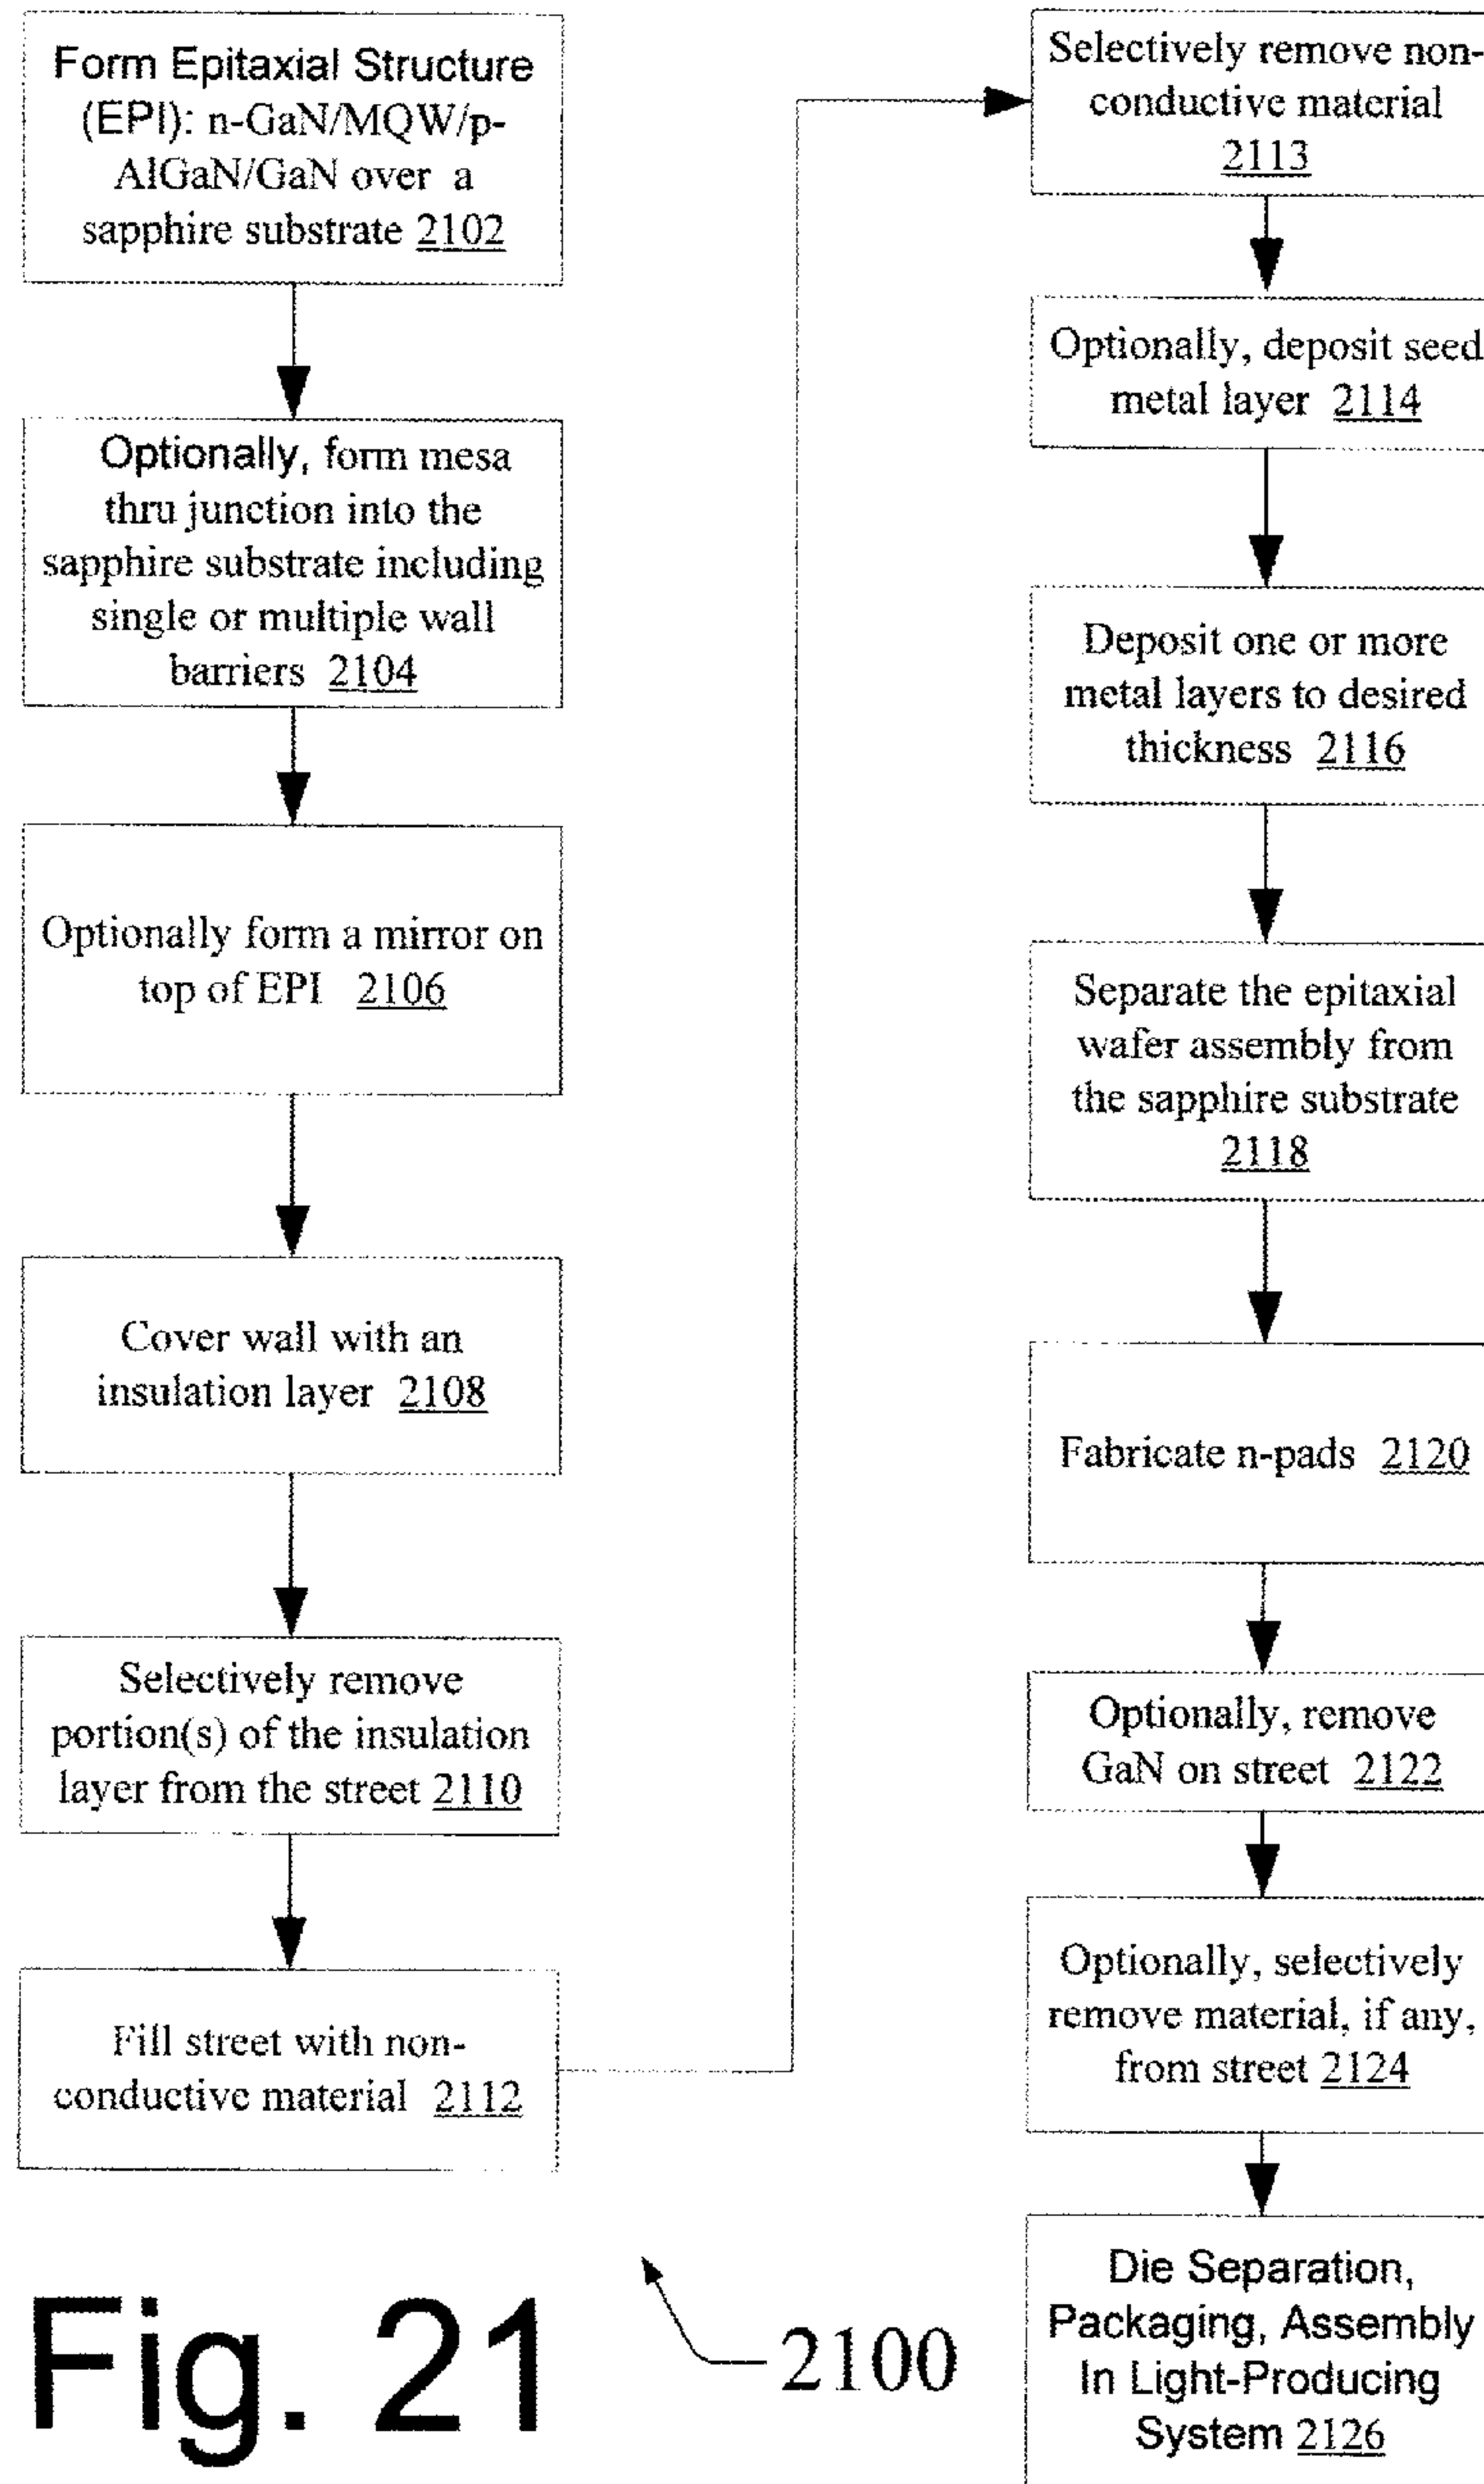 Form Epitaxial Structure
(EPI): n-GaN/MQW/p-
AlGaN/GaN over a
sapphire substrate 2102
Optionally, form mesa
thru junction into the
sapphire substrate including
single or multiple wall
barriers 2104
Optionally form a mirror on
top of EPI 2106
Cover wall with an
insulation layer 2108
Selectively remove
portion(s) of the insulation
layer from the street 2110
Fill street with non-
conductive material 2112
Selectively remove non-
conductive material
2113
Optionally, deposit seed
metal layer 2114
Deposit one or more
metal layers to desired
thickness 2116
Separate the epitaxial
wafer assembly from
the sapphire substrate
2118
Fabricate n-pads 2120
Optionally, remove
GaN on street 2122
Optionally, selectively
remove material, if any,
from street 2124
Die Separation,
Packaging, Assembly
In Light-Producing
System 2126
Fig. 21
2100